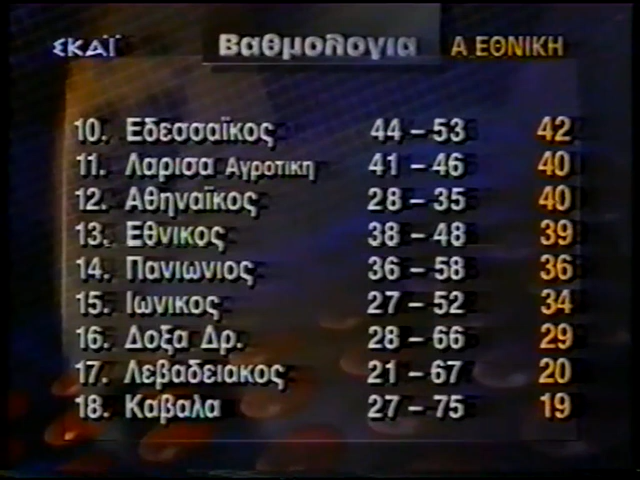 ΣΚΑΪ Βαθμολογια Α ΕΘΝΙΚΗ
10. Εδεσσαϊκος 44 – 53 42
11. Λαρισα Αγροτικη 41 – 46 40
12. Αθηναϊκος 28 – 35 40
13. Εθνικος 38 – 48 39
14. Πανιωνιος 36 – 58 36
15. Ιωνικος 27 – 52 34
16. Δοξα Δρ. 28 – 66 29
17. Λεβαδειακος 21 – 67 20
18. Καβαλα 27 – 75 19